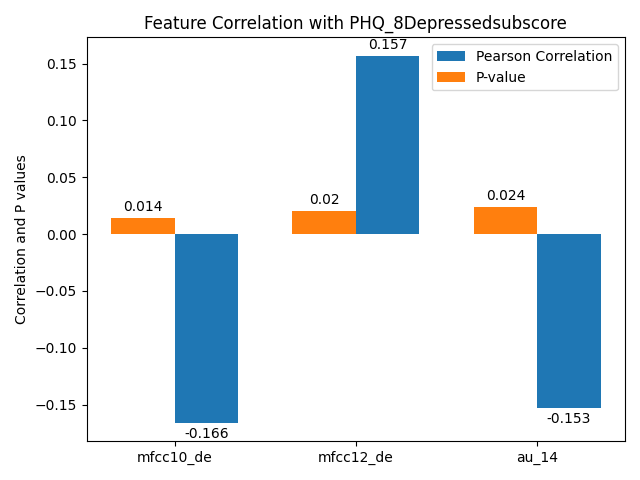 Feature Correlation with PHQ_8Depressedsubscore
Pearson Correlation
P-value
Correlation and P values
0.15
0.10
0.05
0.00
−0.05
−0.10
−0.15
0.014
-0.166
0.02
0.157
0.024
-0.153
mfcc10_de
mfcc12_de
au_14